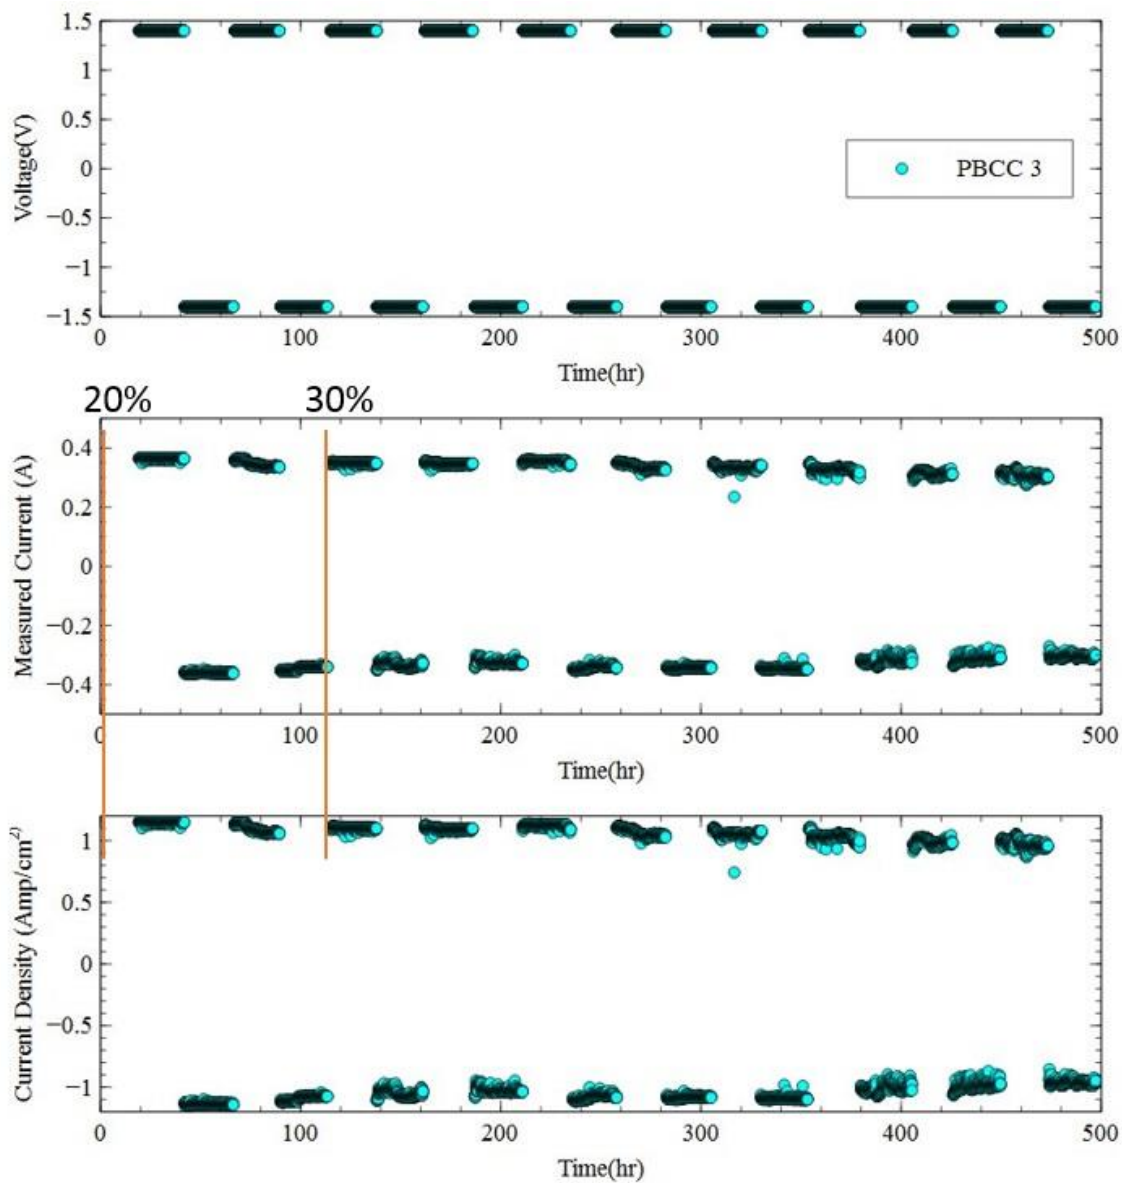 1.5
1
0.5
0
−0.5
−1
−1.5
Voltage(V)
PBCC 3
0 100 200 300 400 500
Time(hr)
20% 30%
0.4
0.2
0
−0.2
−0.4
Measured Current (A)
0 100 200 300 400 500
Time(hr)
1
0.5
0
−0.5
−1
Current Density (Amp/cm²)
0 100 200 300 400 500
Time(hr)